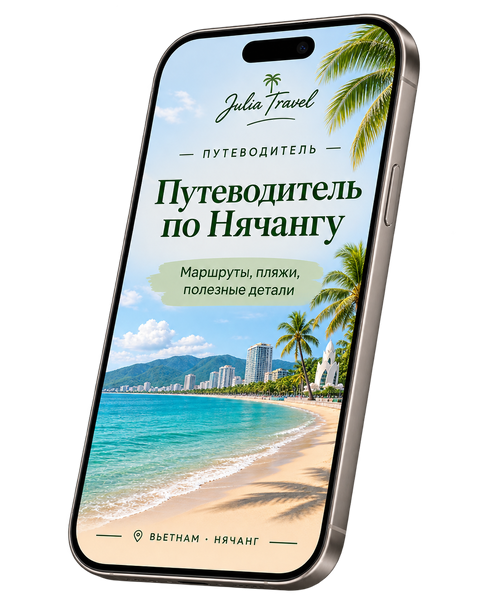 Julia Travel
ПУТЕВОДИТЕЛЬ
Путеводитель
по Нячангу
Маршруты, пляжи,
полезные детали
ВЬЕТНАМ · НЯЧАНГ